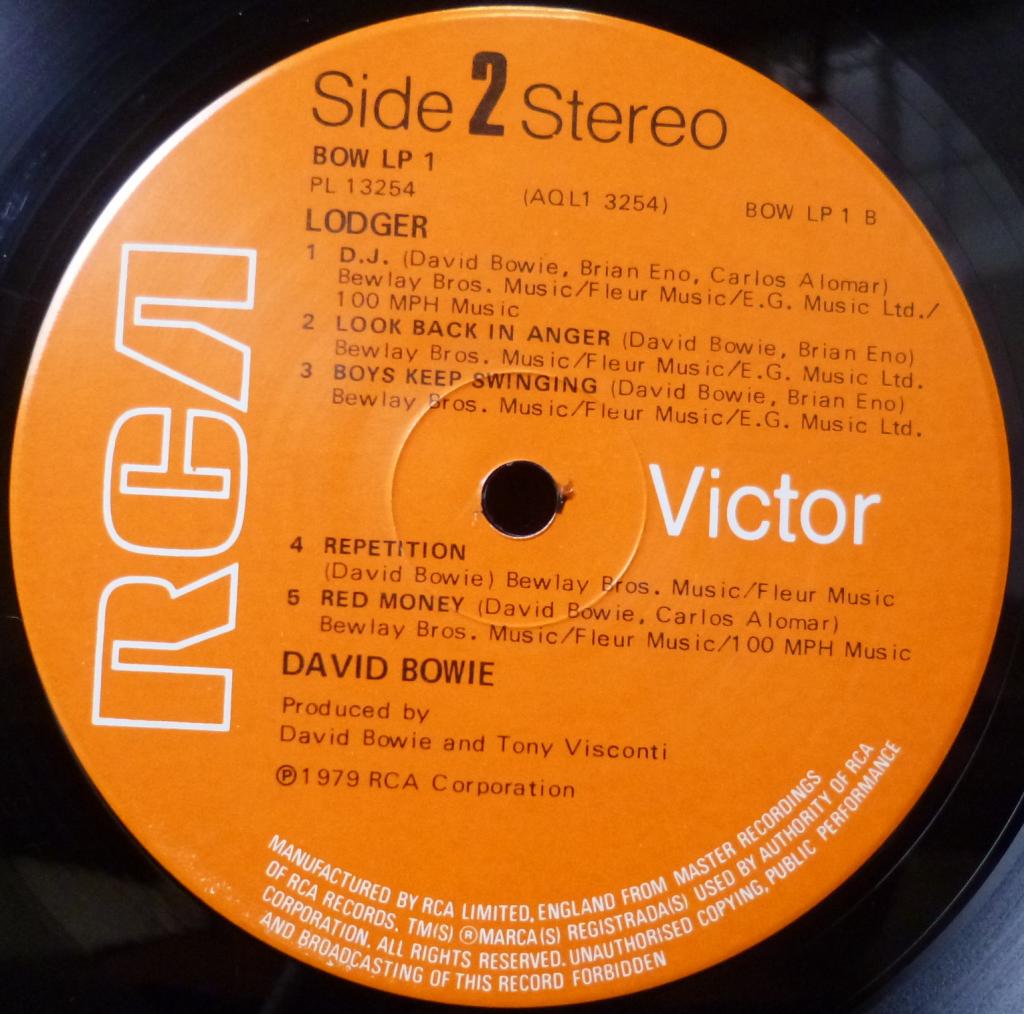 Side 2 Stereo
BOW LP 1
PL 13254 (AQL1 3254) BOW LP 1 B
LODGER
1 D.J. (David Bowie, Brian Eno, Carlos Alomar)
Bewlay Bros. Music/Fleur Music/E.G. Music Ltd./
100 MPH Music
2 LOOK BACK IN ANGER (David Bowie, Brian Eno)
Bewlay Bros. Music/Fleur Music/E.G. Music Ltd.
3 BOYS KEEP SWINGING (David Bowie, Brian Eno)
Bewlay Bros. Music/Fleur Music/E.G. Music Ltd.
RCA
Victor
4 REPETITION
(David Bowie) Bewlay Bros. Music/Fleur Music
5 RED MONEY (David Bowie, Carlos Alomar)
Bewlay Bros. Music/Fleur Music/100 MPH Music
DAVID BOWIE
Produced by
David Bowie and Tony Visconti
℗1979 RCA Corporation
MANUFACTURED BY RCA LIMITED, ENGLAND FROM MASTER RECORDINGS
OF RCA RECORDS. TM(S) ®MARCA(S) REGISTRADA(S) USED BY AUTHORITY OF RCA
CORPORATION. ALL RIGHTS RESERVED. UNAUTHORISED COPYING, PUBLIC PERFORMANCE
AND BROADCASTING OF THIS RECORD FORBIDDEN